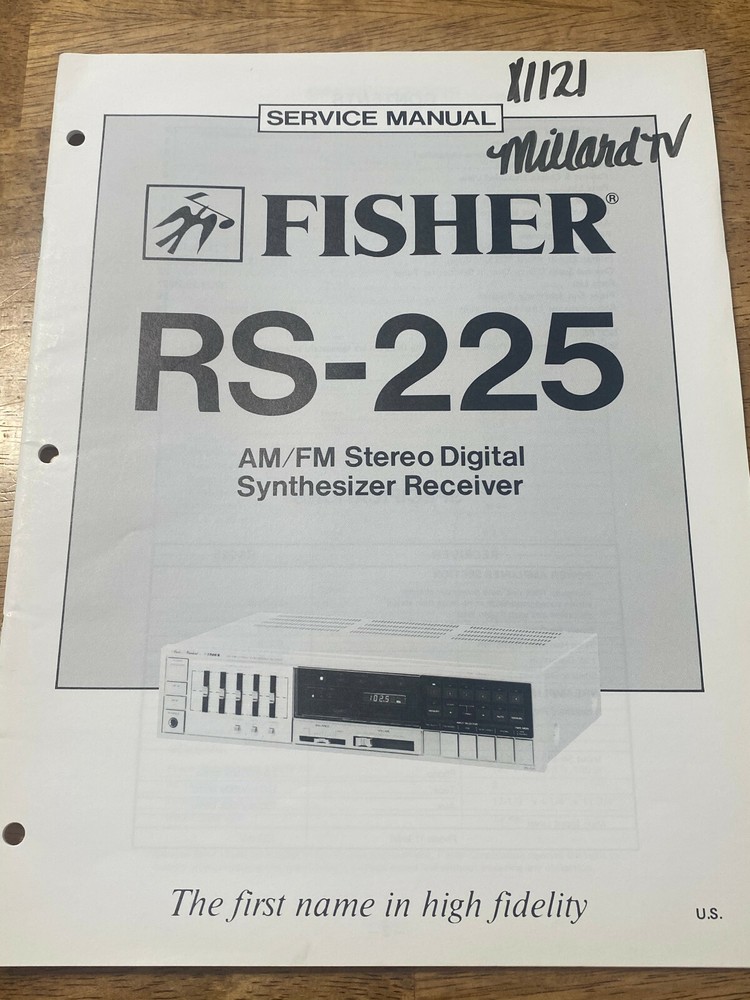 X1121
Millard TV
SERVICE MANUAL
FISHER®
RS-225
AM/FM Stereo Digital
Synthesizer Receiver
FISHER
102.5
The first name in high fidelity
U.S.